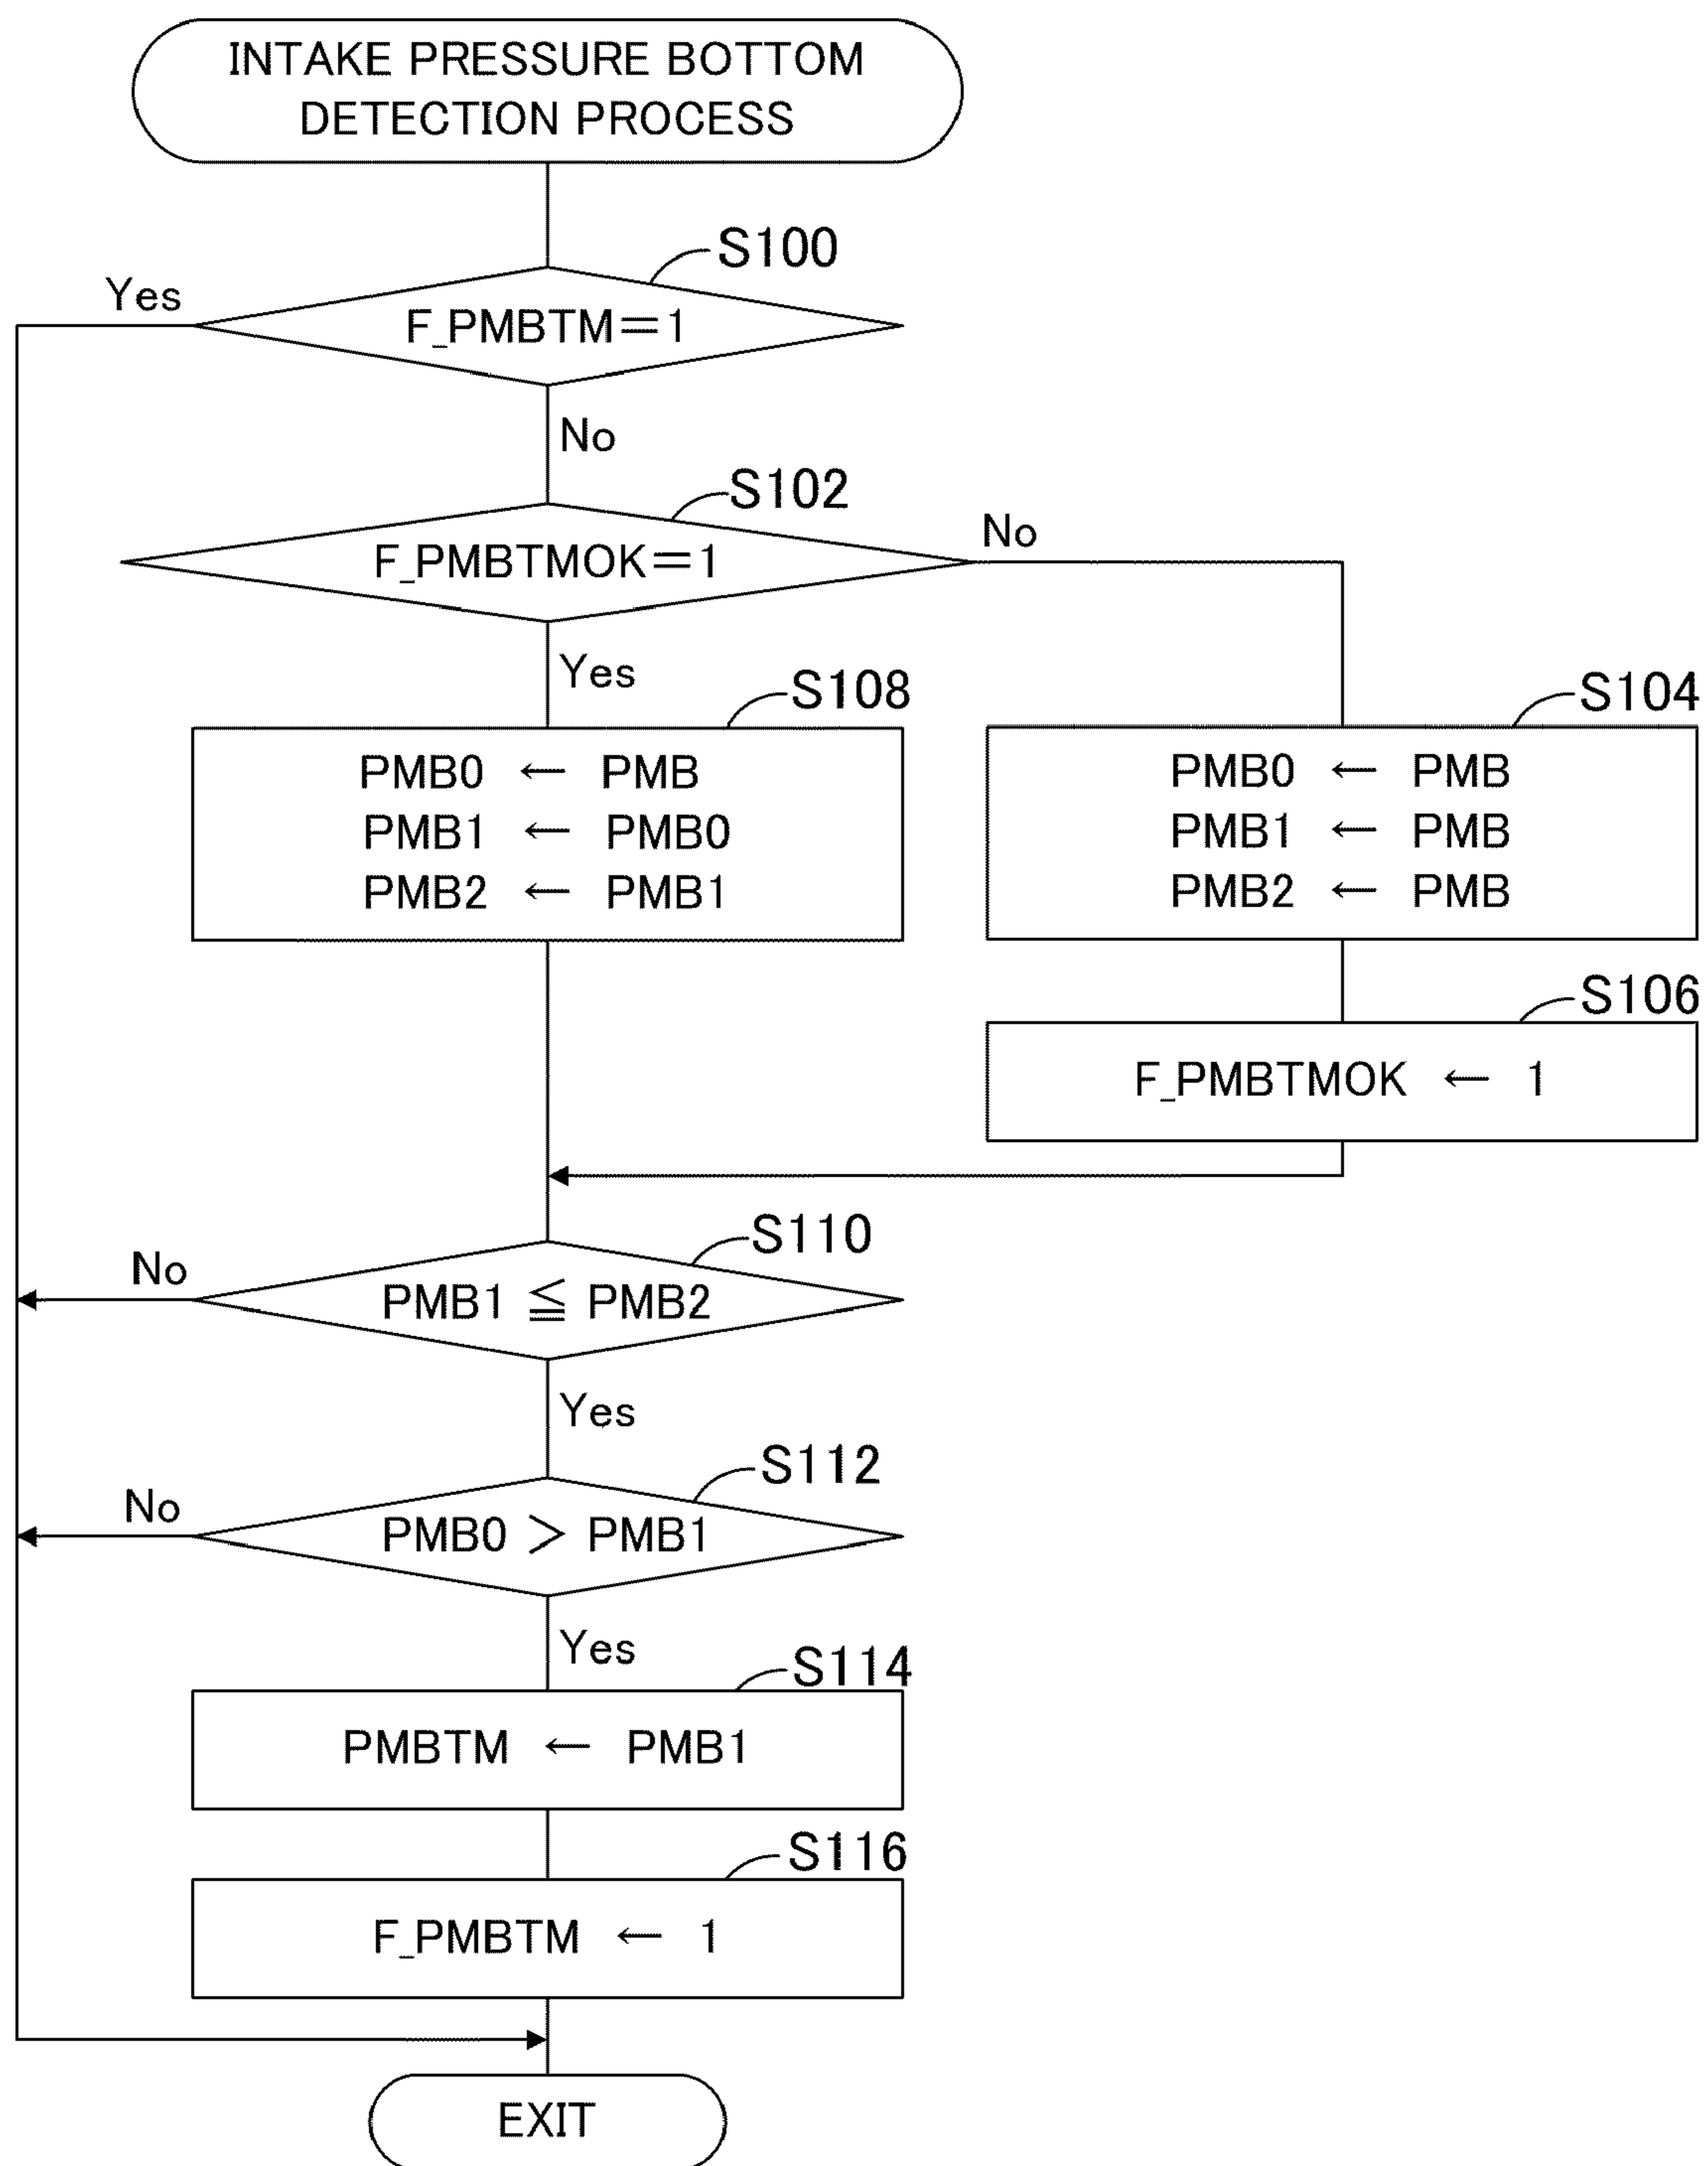 INTAKE PRESSURE BOTTOM
DETECTION PROCESS
S100
Yes
F_PMBTM=1
No
S102
F_PMBTMOK=1
No
Yes
S108
PMB0 ← PMB
PMB1 ← PMB0
PMB2 ← PMB1
S104
PMB0 ← PMB
PMB1 ← PMB
PMB2 ← PMB
S106
F_PMBTMOK ← 1
S110
No
PMB1 ≦ PMB2
Yes
S112
No
PMB0 > PMB1
Yes
S114
PMBTM ← PMB1
S116
F_PMBTM ← 1
EXIT